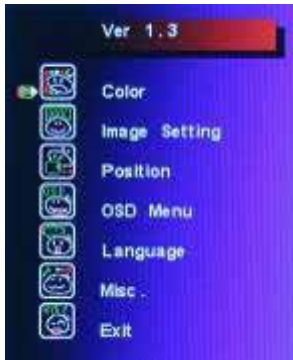 Ver 1.3
Color
Image Setting
Position
OSD Menu
Language
Misc.
Exit